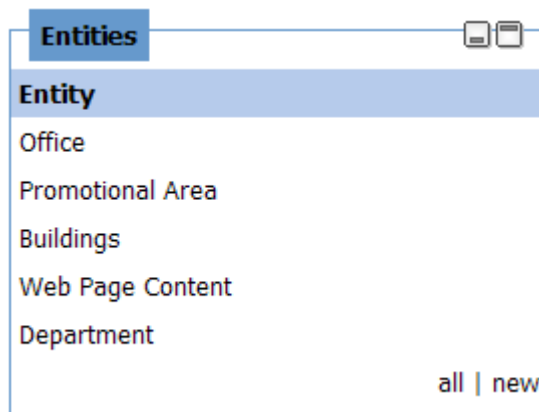 Entities
Entity
Office
Promotional Area
Buildings
Web Page Content
Department
all | new